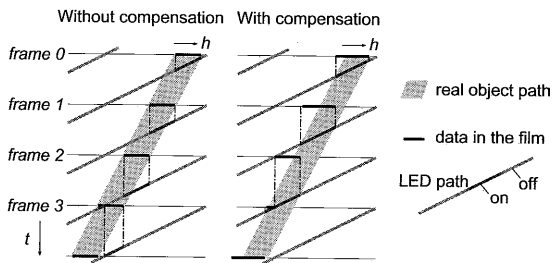 Without compensation
With compensation
frame 0
h
h
frame 1
frame 2
frame 3
t
real object path
data in the film
LED path
off
on